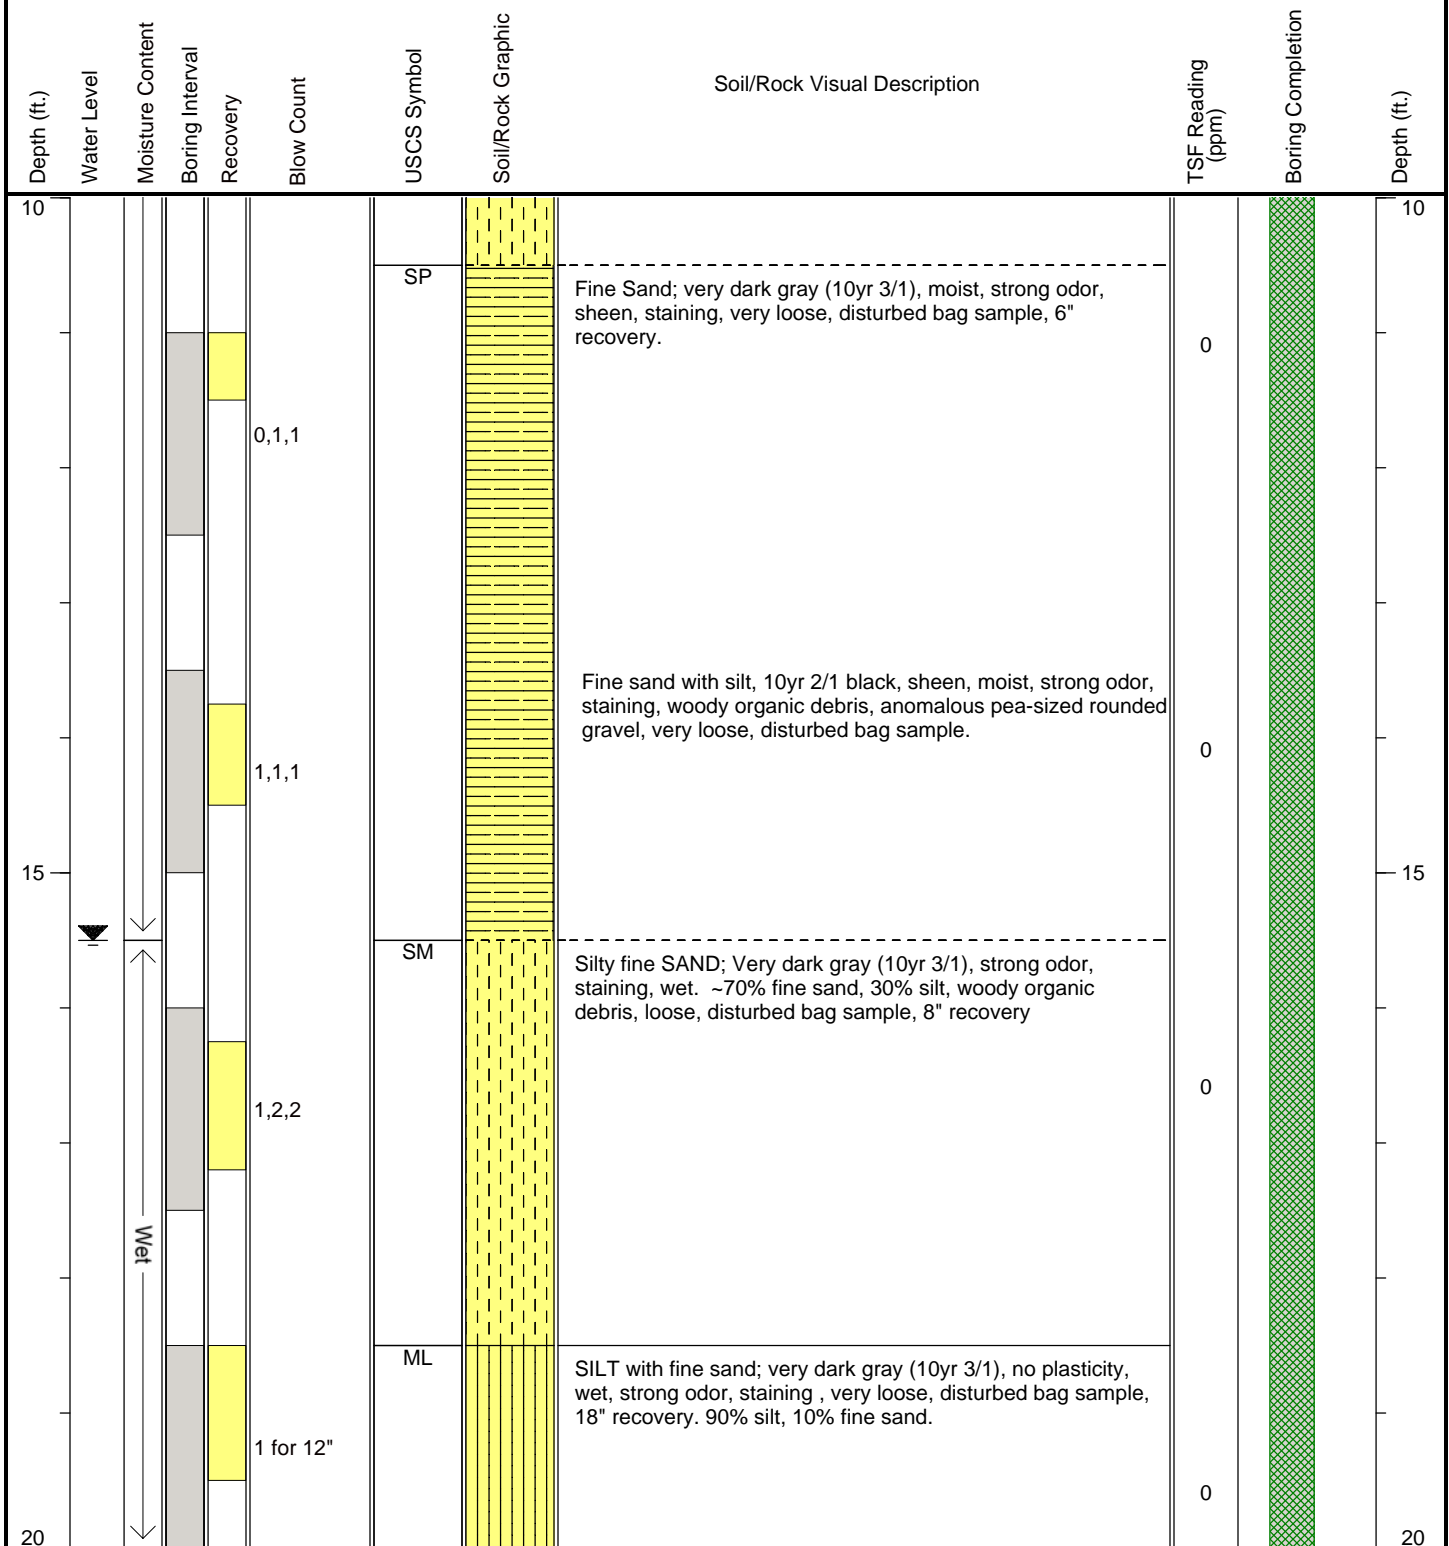 Depth (ft.)
Water Level
Moisture Content
Boring Interval
Recovery
Blow Count
USCS Symbol
Soil/Rock Graphic
Soil/Rock Visual Description
TSF Reading
(ppm)
Boring Completion
Depth (ft.)
10
10
SP
Fine Sand; very dark gray (10yr 3/1), moist, strong odor,
sheen, staining, very loose, disturbed bag sample, 6"
recovery.
0
0,1,1
Fine sand with silt, 10yr 2/1 black, sheen, moist, strong odor,
staining, woody organic debris, anomalous pea-sized rounded
gravel, very loose, disturbed bag sample.
0
1,1,1
15
15
SM
Silty fine SAND; Very dark gray (10yr 3/1), strong odor,
staining, wet.  ~70% fine sand, 30% silt, woody organic
debris, loose, disturbed bag sample, 8" recovery
0
1,2,2
Wet
ML
SILT with fine sand; very dark gray (10yr 3/1), no plasticity,
wet, strong odor, staining , very loose, disturbed bag sample,
18" recovery. 90% silt, 10% fine sand.
1 for 12"
0
20
20